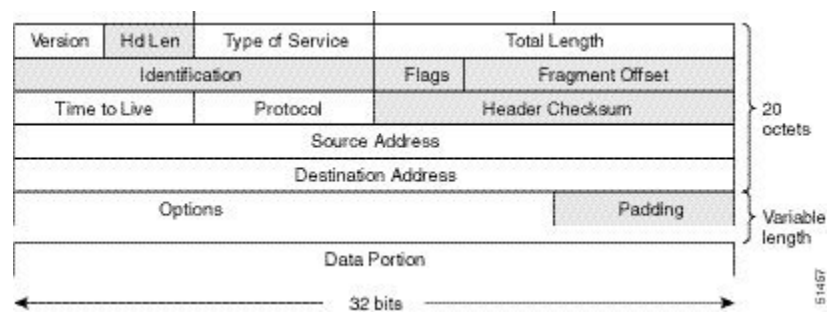 Version Hd Len Type of Service Total Length
Identification Flags Fragment Offset
Time to Live Protocol Header Checksum
20 octets
Source Address
Destination Address
Options Padding
Variable length
Data Portion
32 bits
51457